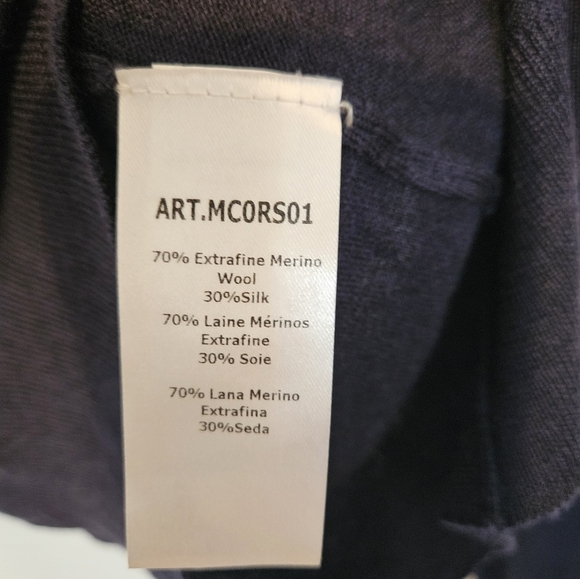 ART.MC0RS01
70% Extrafine Merino
Wool
30%Silk
70% Laine Mérinos
Extrafine
30% Soie
70% Lana Merino
Extrafina
30%Seda